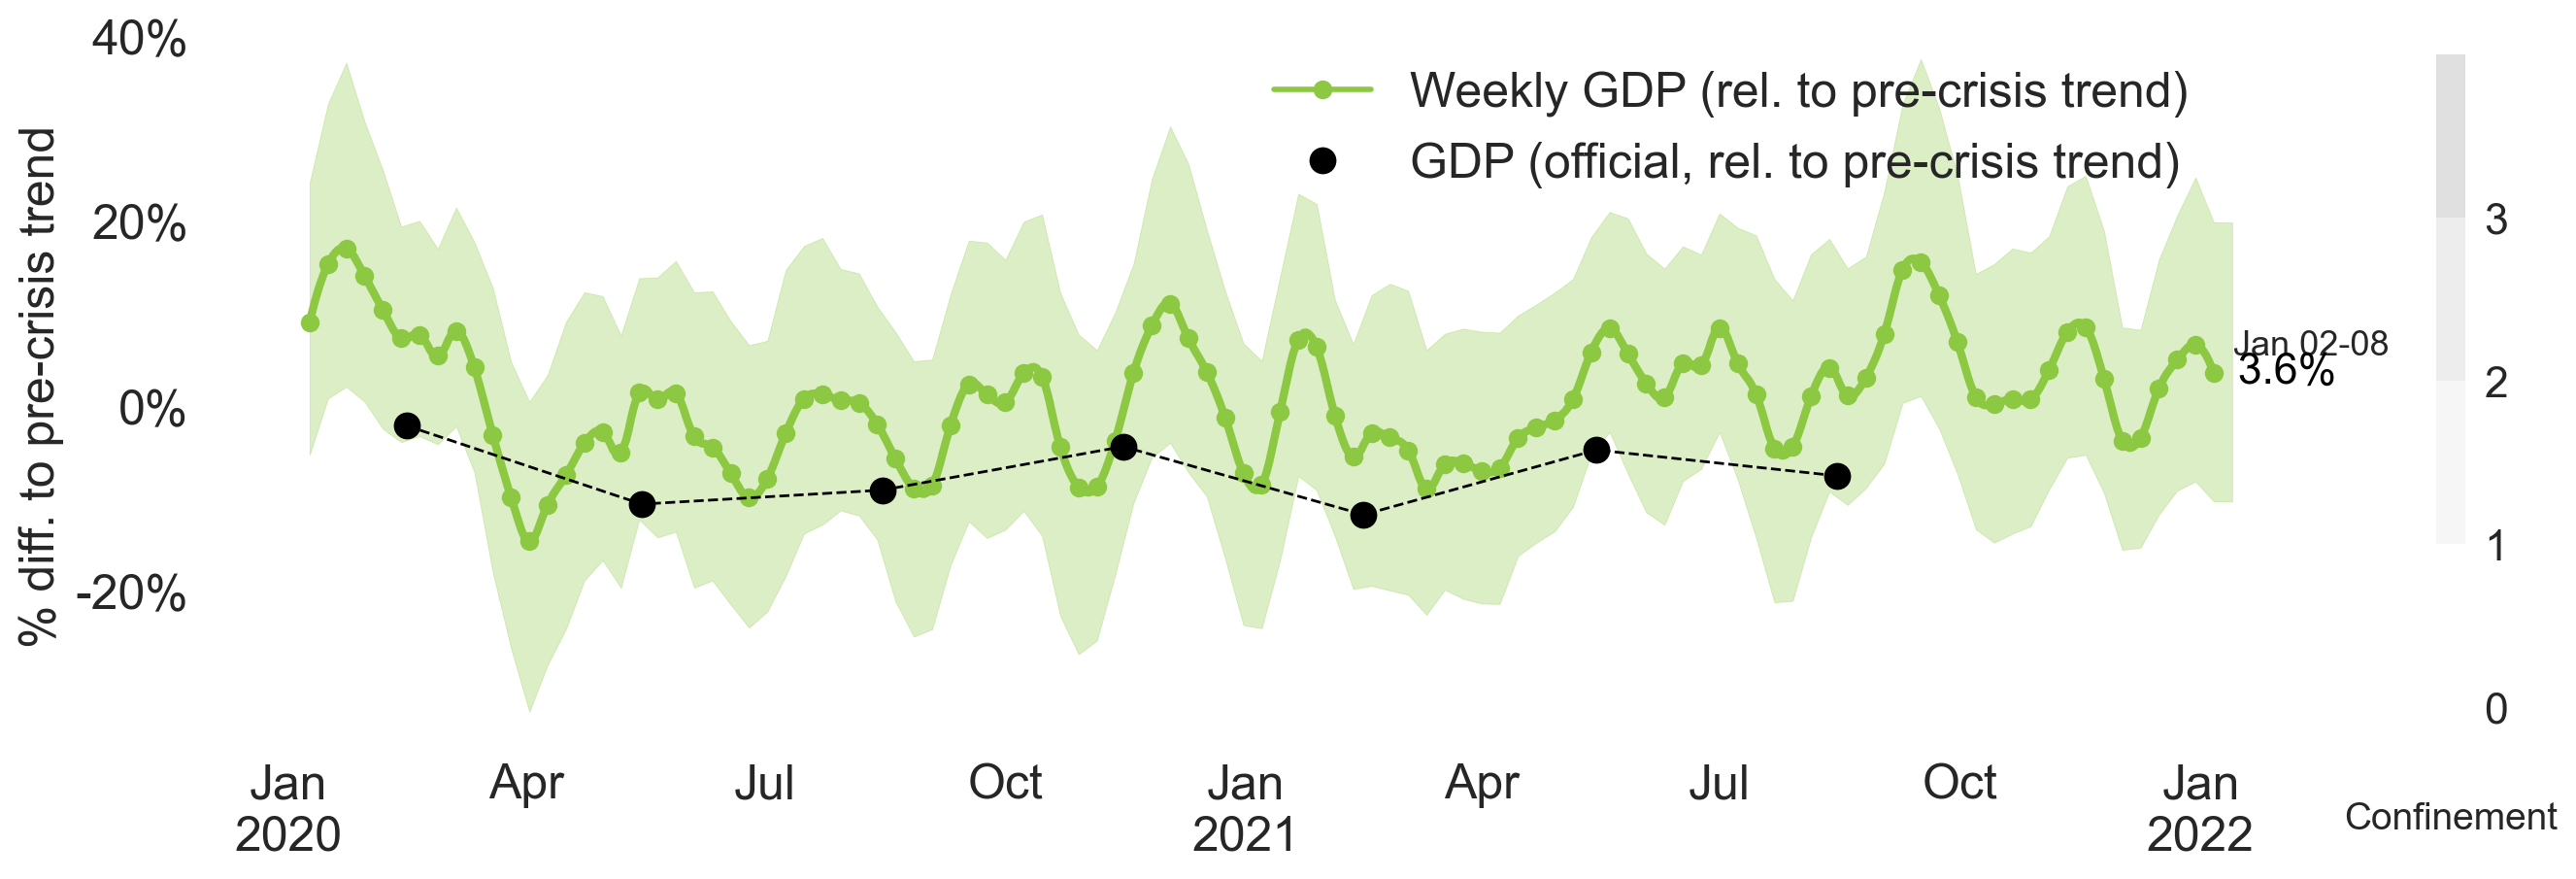 40%
20%
0%
-20%
% diff. to pre-crisis trend
Weekly GDP (rel. to pre-crisis trend)
GDP (official, rel. to pre-crisis trend)
Jan 02-08
3.6%
3
2
1
0
Confinement
Jan Apr Jul Oct Jan Apr Jul Oct Jan
2020 2021 2022